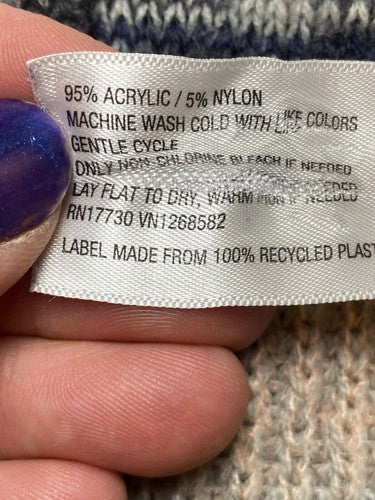 95% ACRYLIC / 5% NYLON
MACHINE WASH COLD WITH LIKE COLORS
GENTLE CYCLE
ONLY NON-CHLORINE BLEACH IF NEEDED
LAY FLAT TO DRY, WARM IRON IF NEEDED
RN17730 VN1268582
LABEL MADE FROM 100% RECYCLED PLAST